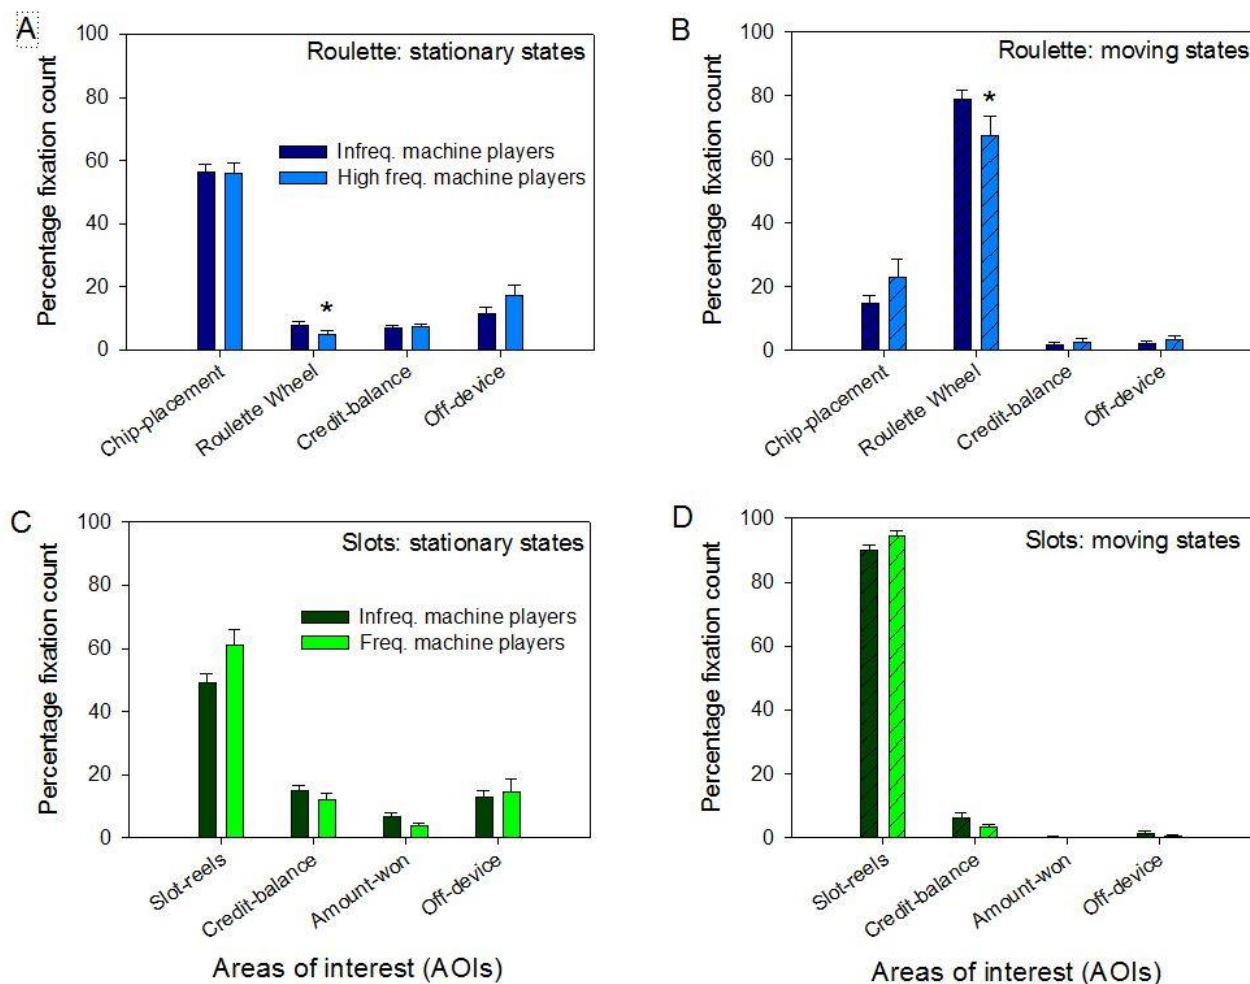 A
Percentage fixation count
100
80
60
40
20
0
Roulette: stationary states
Infreq. machine players
High freq. machine players
*
Chip-placement
Roulette Wheel
Credit-balance
Off-device
B
Percentage fixation count
100
80
60
40
20
0
Roulette: moving states
*
Chip-placement
Roulette Wheel
Credit-balance
Off-device
C
Percentage fixation count
100
80
60
40
20
0
Slots: stationary states
Infreq. machine players
Freq. machine players
Slot-reels
Credit-balance
Amount-won
Off-device
Areas of interest (AOIs)
D
Percentage fixation count
100
80
60
40
20
0
Slots: moving states
Slot-reels
Credit-balance
Amount-won
Off-device
Areas of interest (AOIs)